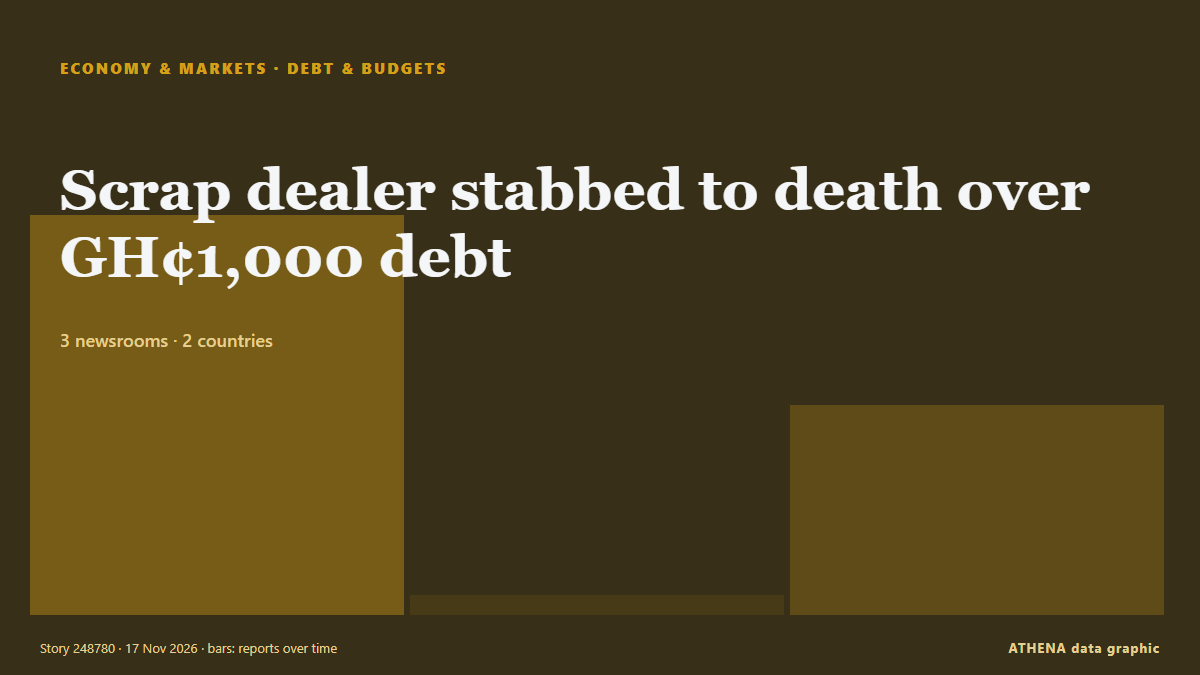 ECONOMY & MARKETS · DEBT & BUDGETS
Scrap dealer stabbed to death over
GH¢1,000 debt
3 newsrooms · 2 countries
Story 248780 · 17 Nov 2026 · bars: reports over time
ATHENA data graphic